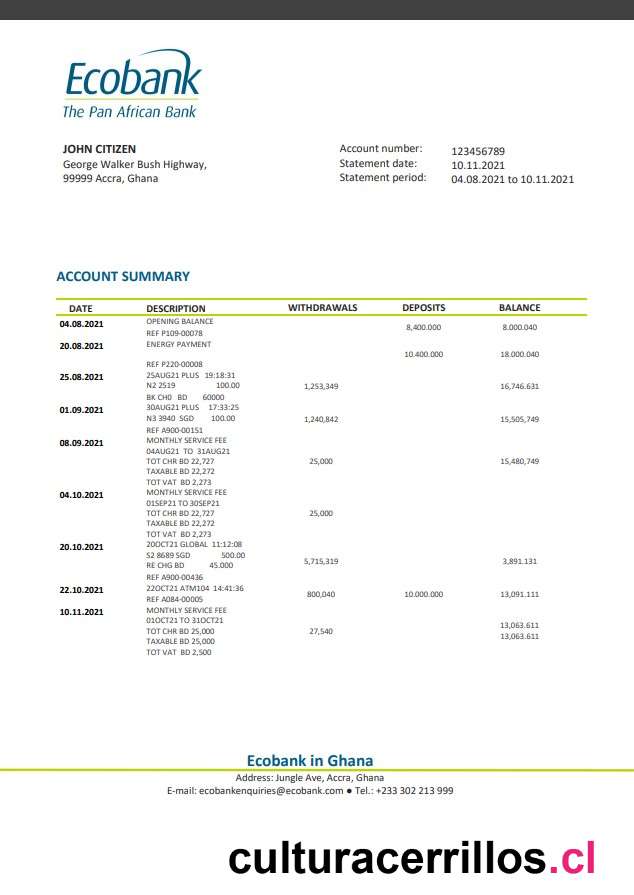 Ecobank
The Pan African Bank
JOHN CITIZEN
George Walker Bush Highway,
99999 Accra, Ghana
Account number: 123456789
Statement date: 10.11.2021
Statement period: 04.08.2021 to 10.11.2021
ACCOUNT SUMMARY
DATE DESCRIPTION WITHDRAWALS DEPOSITS BALANCE
04.08.2021 OPENING BALANCE
8,400.000 8.000.040
REF P109-00078
20.08.2021 ENERGY PAYMENT
10.400.000 18.000.040
REF P220-00008
25.08.2021 25AUG21 PLUS 19:18:31
N2 2519 100.00 1,253,349 16,746.631
BK CH0 BD 60000
01.09.2021 30AUG21 PLUS 17:33:25
N3 3940 SGD 100.00 1,240,842 15,505,749
REF A900-00151
08.09.2021 MONTHLY SERVICE FEE
04AUG21 TO 31AUG21
TOT CHR BD 22,727 25,000 15,480,749
TAXABLE BD 22,272
TOT VAT BD 2,273
04.10.2021 MONTHLY SERVICE FEE
01SEP21 TO 30SEP21
TOT CHR BD 22,727 25,000
TAXABLE BD 22,272
TOT VAT BD 2,273
20.10.2021 20OCT21 GLOBAL 11:12:08
S2 8689 SGD 500.00
RE CHG BD 45.000 5,715,319 3,891.131
REF A900-00436
22.10.2021 22OCT21 ATM104 14:41:36
800,040 10.000.000 13,091.111
REF A084-00005
10.11.2021 MONTHLY SERVICE FEE
01OCT21 TO 31OCT21
13,063.611
TOT CHR BD 25,000 27,540
13,063.611
TAXABLE BD 25,000
TOT VAT BD 2,500
Ecobank in Ghana
Address: Jungle Ave, Accra, Ghana
E-mail: ecobankenquiries@ecobank.com ● Tel.: +233 302 213 999
culturacerrillos.cl